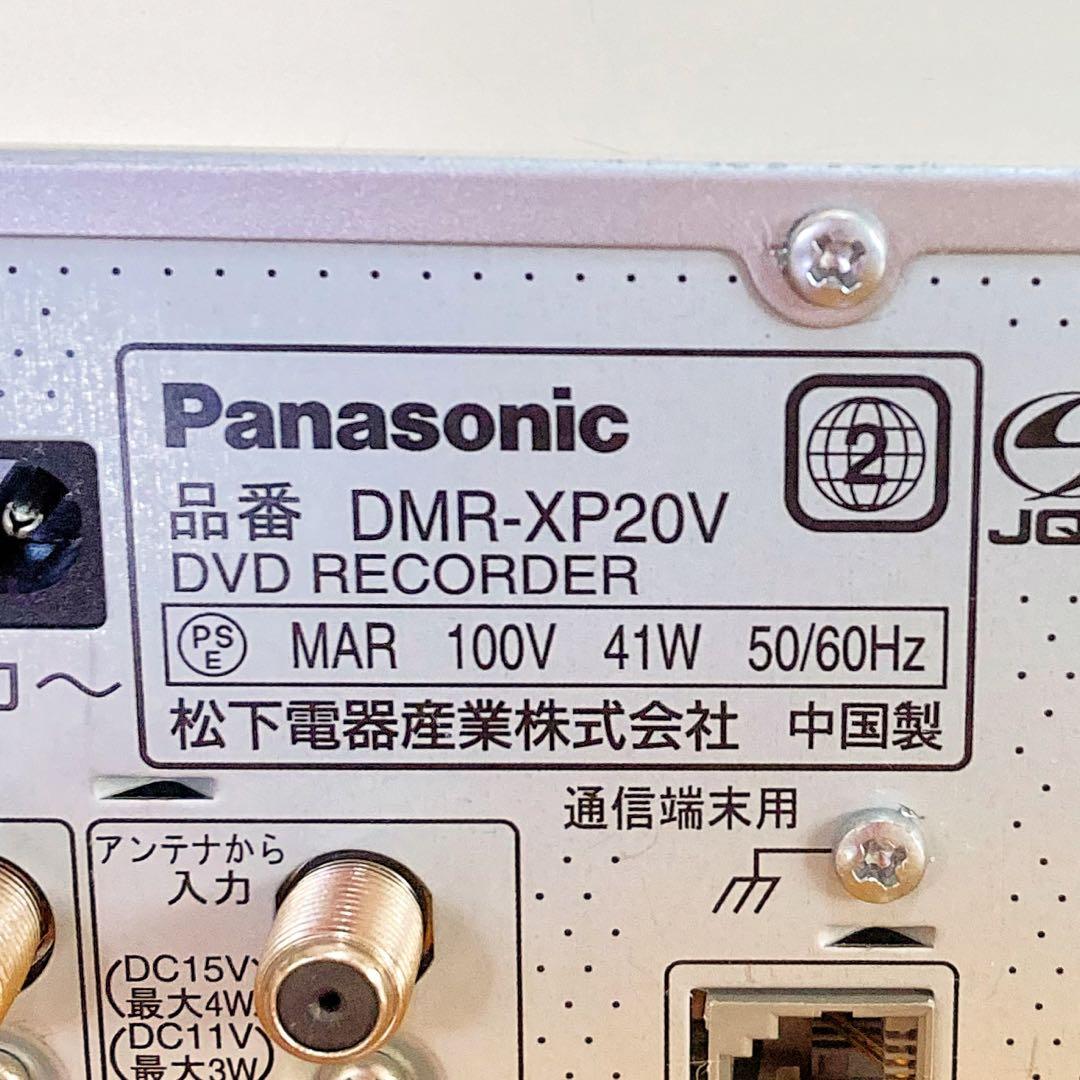 Panasonic
2
品番 DMR-XP20V
DVD RECORDER
PSE MAR 100V 41W 50/60Hz
松下電器産業株式会社 中国製
JQ
通信端末用
アンテナから
入力
(DC15V
最大4W)
(DC11V
最大3W)